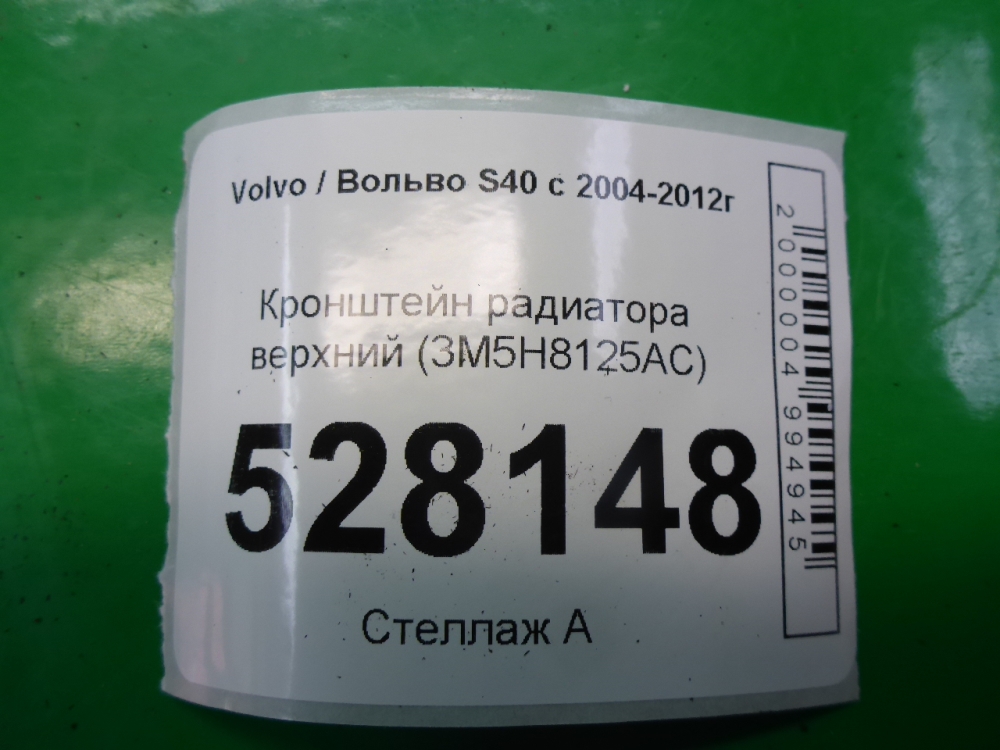 Volvo / Вольво S40 с 2004-2012г
Кронштейн радиатора
верхний (3M5H8125AC)
528148
Стеллаж А
2000004994945